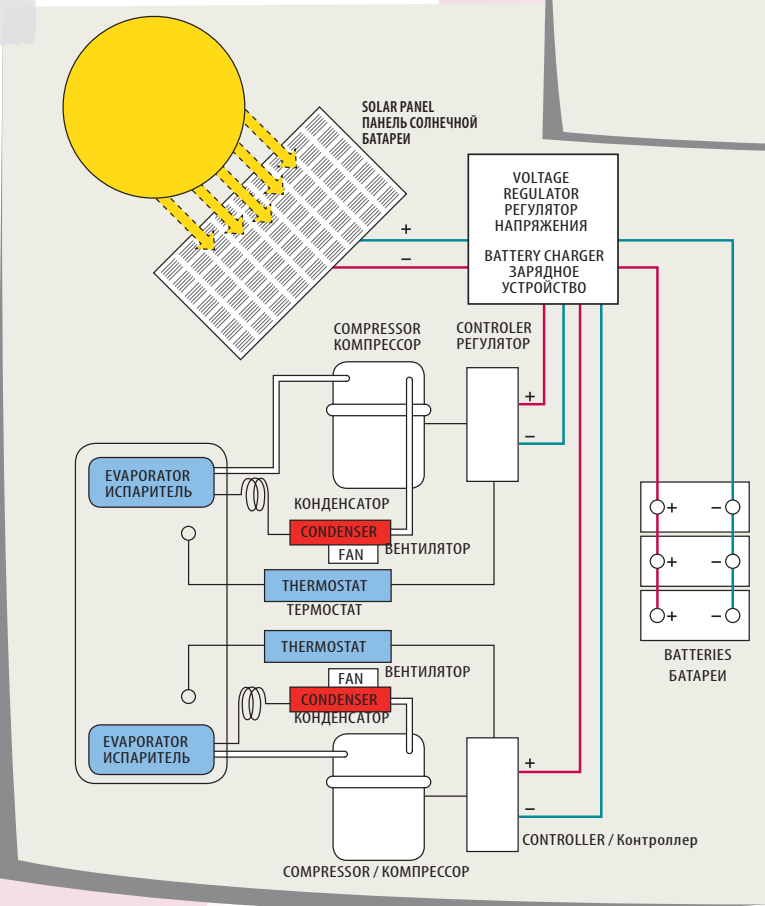 SOLAR PANEL
ПАНЕЛЬ СОЛНЕЧНОЙ
БАТАРЕИ
VOLTAGE
REGULATOR
РЕГУЛЯТОР
НАПРЯЖЕНИЯ
BATTERY CHARGER
ЗАРЯДНОЕ
УСТРОЙСТВО
+
−
COMPRESSOR
КОМПРЕССОР
CONTROLER
РЕГУЛЯТОР
+
−
EVAPORATOR
ИСПАРИТЕЛЬ
КОНДЕНСАТОР
CONDENSER
FAN
ВЕНТИЛЯТОР
THERMOSTAT
ТЕРМОСТАТ
+ −
+ −
+ −
BATTERIES
БАТАРЕИ
THERMOSTAT
FAN
ВЕНТИЛЯТОР
CONDENSER
КОНДЕНСАТОР
EVAPORATOR
ИСПАРИТЕЛЬ
+
−
CONTROLLER / Контроллер
COMPRESSOR / КОМПРЕССОР